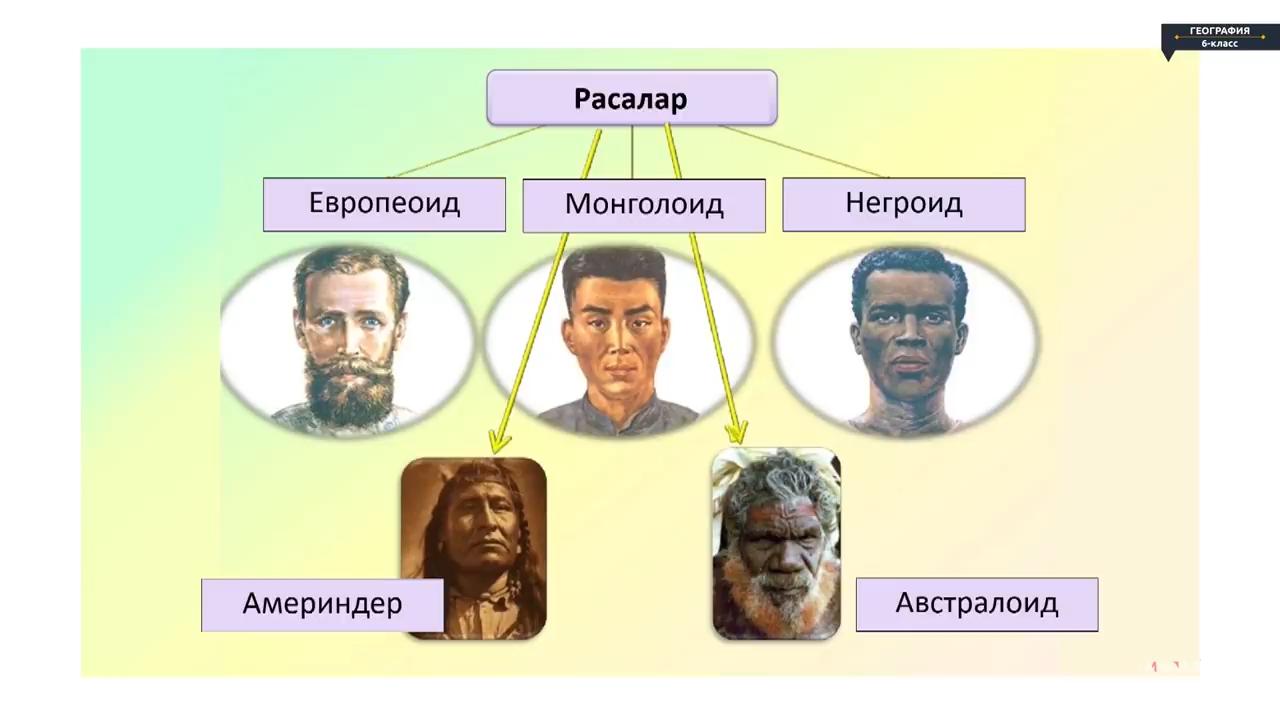 ГЕОГРАФИЯ
6-класс
Расалар
Европеоид
Монголоид
Негроид
Америндер
Австралоид